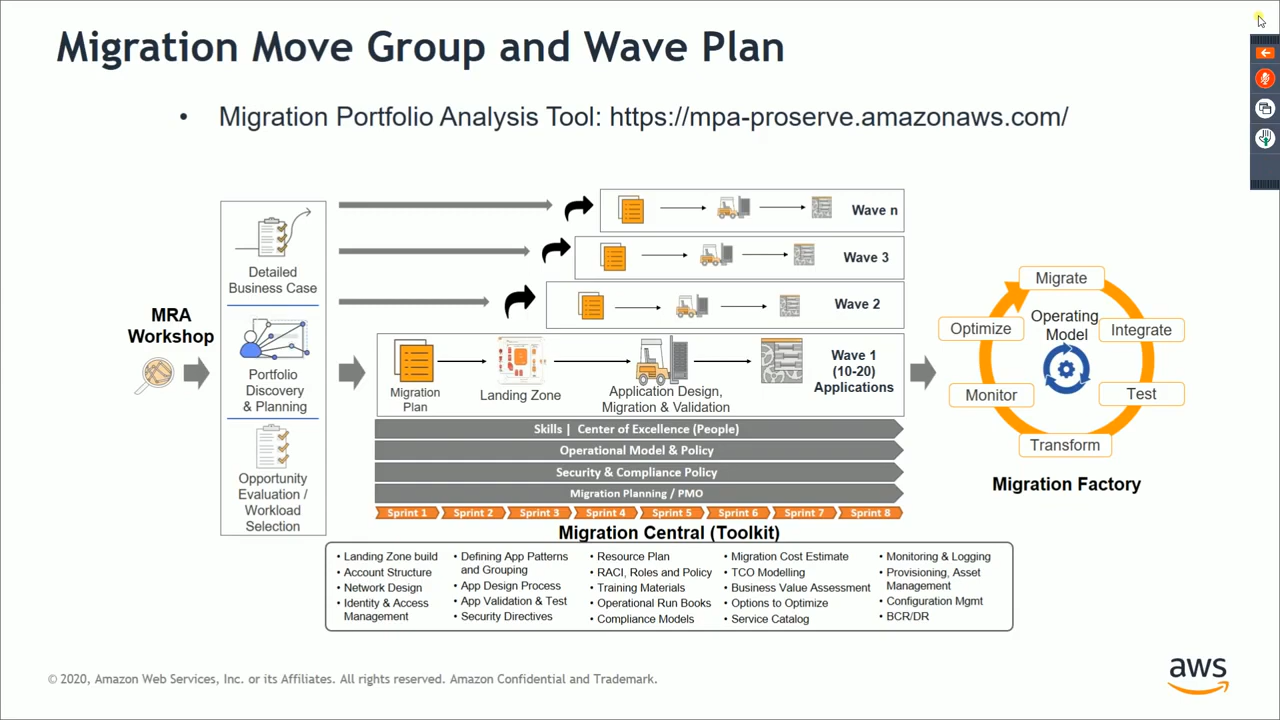 Migration Move Group and Wave Plan
• Migration Portfolio Analysis Tool: https://mpa-proserve.amazonaws.com/
MRA
Workshop
Detailed
Business Case
Portfolio
Discovery
& Planning
Opportunity
Evaluation /
Workload
Selection
Wave n
Wave 3
Wave 2
Migration
Plan
Landing Zone
Application Design,
Migration & Validation
Wave 1
(10-20)
Applications
Skills | Center of Excellence (People)
Operational Model & Policy
Security & Compliance Policy
Migration Planning / PMO
Sprint 1
Sprint 2
Sprint 3
Sprint 4
Sprint 5
Sprint 6
Sprint 7
Sprint 8
Migrate
Operating
Model
Optimize
Integrate
Monitor
Test
Transform
Migration Factory
Migration Central (Toolkit)
• Landing Zone build
• Account Structure
• Network Design
• Identity & Access
Management
• Defining App Patterns
and Grouping
• App Design Process
• App Validation & Test
• Security Directives
• Resource Plan
• RACI, Roles and Policy
• Training Materials
• Operational Run Books
• Compliance Models
• Migration Cost Estimate
• TCO Modelling
• Business Value Assessment
• Options to Optimize
• Service Catalog
• Monitoring & Logging
• Provisioning, Asset
Management
• Configuration Mgmt
• BCR/DR
© 2020, Amazon Web Services, Inc. or its Affiliates. All rights reserved. Amazon Confidential and Trademark.
aws